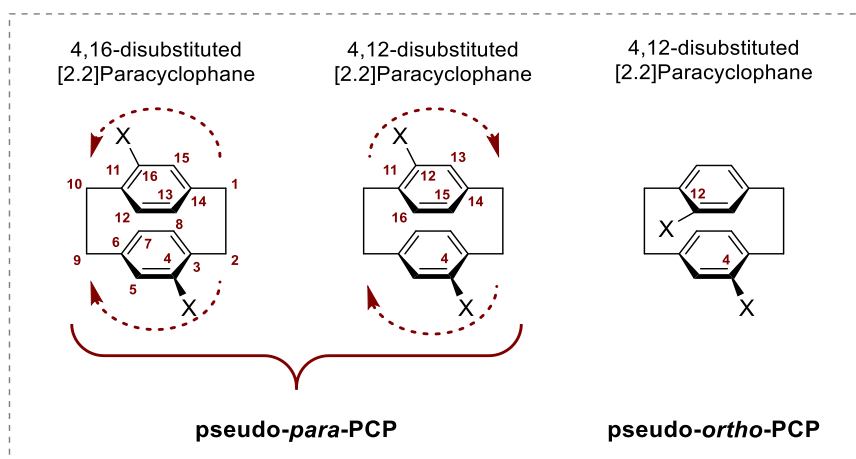 4,16-disubstituted
[2.2]Paracyclophane
4,12-disubstituted
[2.2]Paracyclophane
4,12-disubstituted
[2.2]Paracyclophane
X
11
16
15
10
1
12
13
14
8
6
7
9
4
3
2
5
X
X
11
12
13
15
14
16
4
X
12
X
4
X
pseudo-para-PCP
pseudo-ortho-PCP